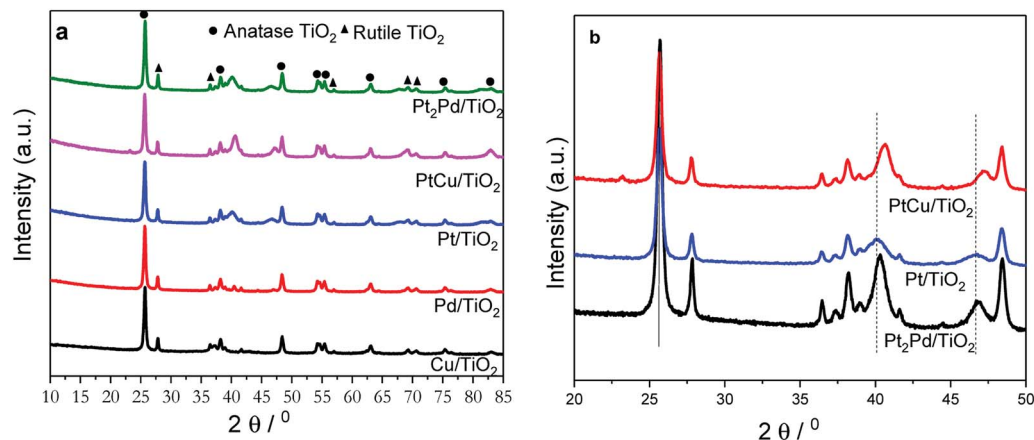 a
● Anatase TiO₂ ▲ Rutile TiO₂
Pt₂Pd/TiO₂
PtCu/TiO₂
Pt/TiO₂
Pd/TiO₂
Cu/TiO₂
Intensity (a.u.)
10 15 20 25 30 35 40 45 50 55 60 65 70 75 80 85
2 θ / ⁰
b
PtCu/TiO₂
Pt/TiO₂
Pt₂Pd/TiO₂
Intensity (a.u.)
20 25 30 35 40 45 50
2 θ / ⁰